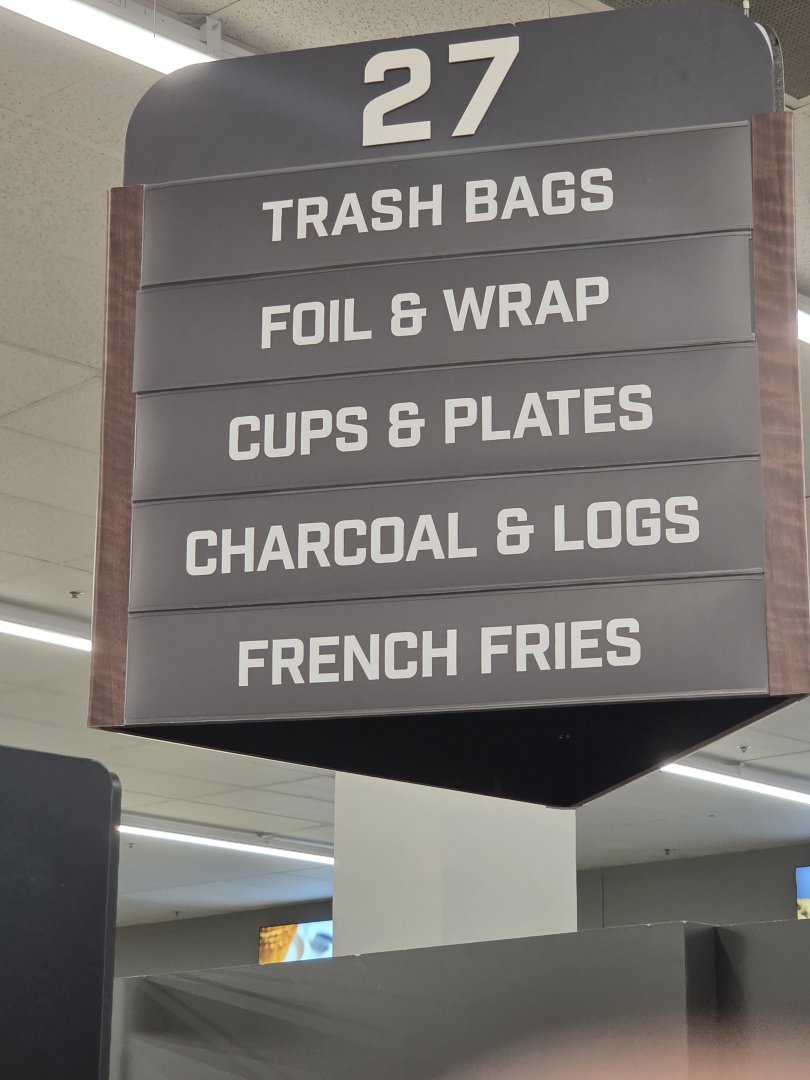 27
TRASH BAGS
FOIL & WRAP
CUPS & PLATES
CHARCOAL & LOGS
FRENCH FRIES